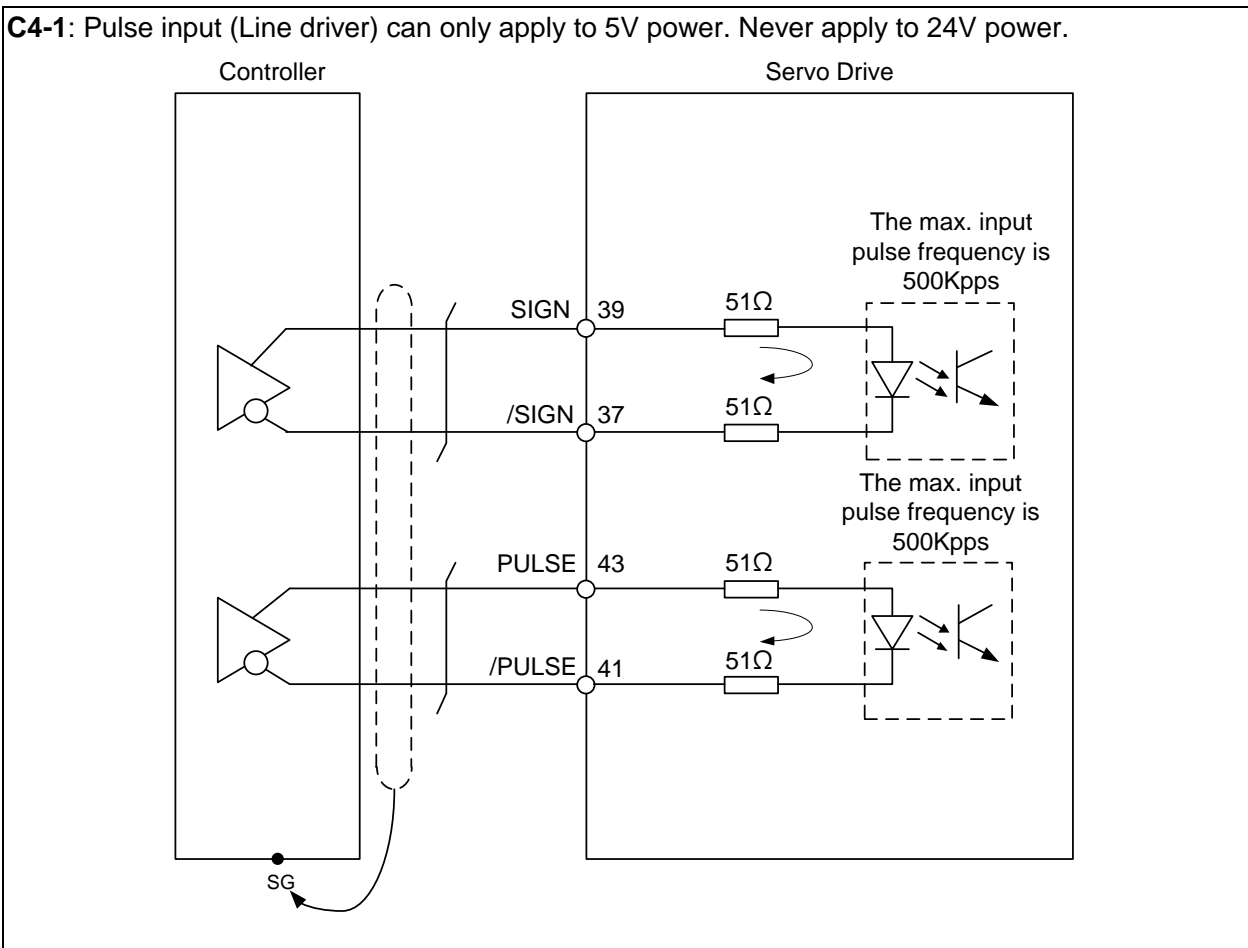 C4-1: Pulse input (Line driver) can only apply to 5V power. Never apply to 24V power.
Controller
Servo Drive
The max. input
pulse frequency is
500Kpps
SIGN 39
51Ω
/SIGN 37
51Ω
The max. input
pulse frequency is
500Kpps
PULSE 43
51Ω
/PULSE 41
51Ω
SG